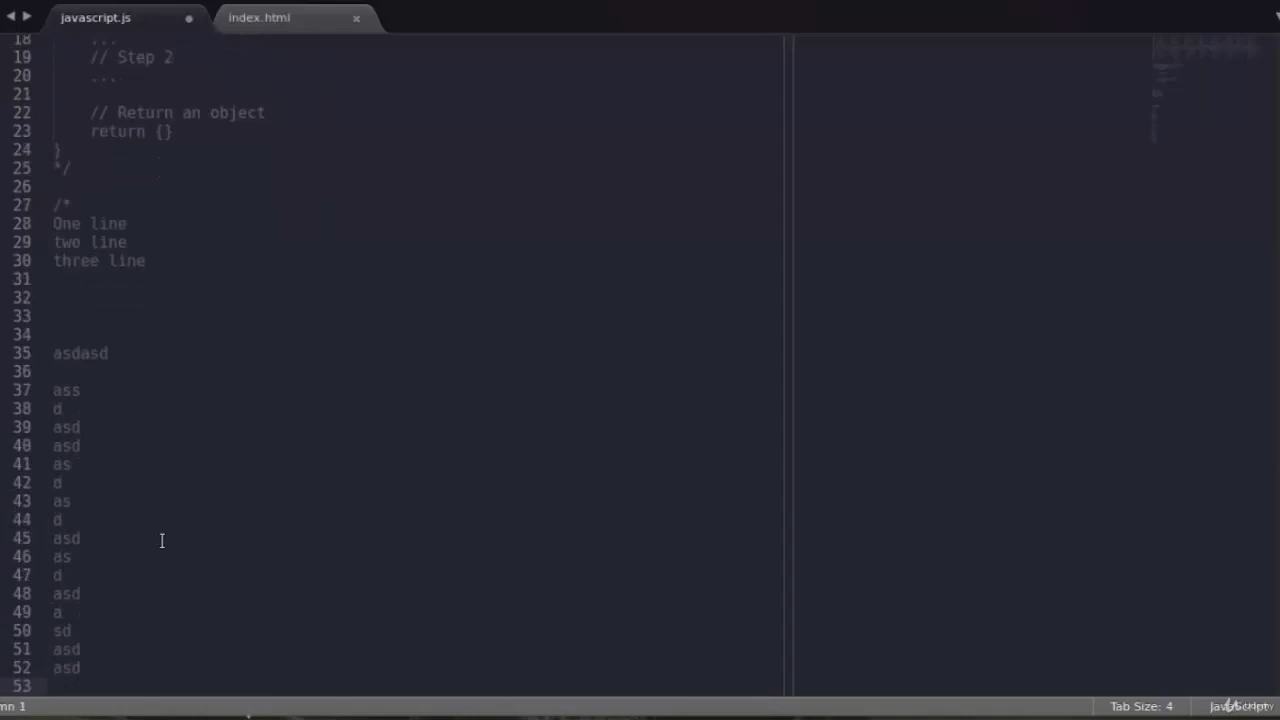 javascript.js
index.html
18 ...
19 // Step 2
20 ...
21
22 // Return an object
23 return {}
24 }
25 */
26
27 /*
28 One line
29 two line
30 three line
31
32
33
34
35 asdasd
36
37 ass
38 d
39 asd
40 asd
41 as
42 d
43 as
44 d
45 asd
46 as
47 d
48 asd
49 a
50 sd
51 asd
52 asd
53
mn 1
Tab Size: 4
JavaScript